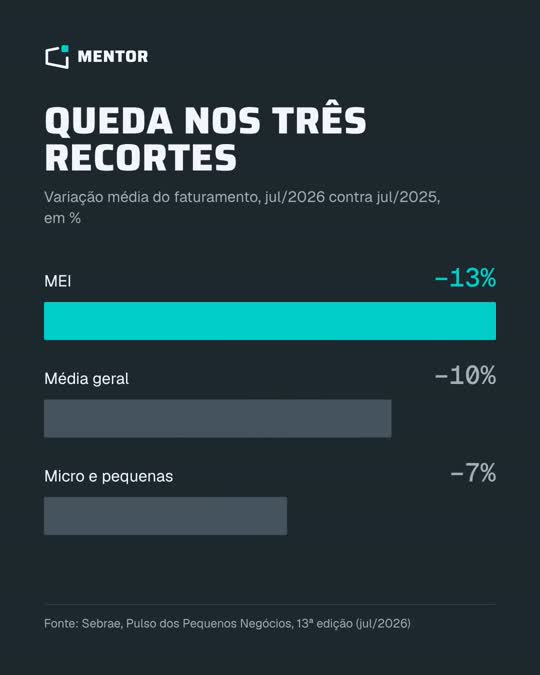 MENTOR
QUEDA NOS TRÊS
RECORTES
Variação média do faturamento, jul/2026 contra jul/2025,
em %
MEI
−13%
Média geral
−10%
Micro e pequenas
−7%
Fonte: Sebrae, Pulso dos Pequenos Negócios, 13ª edição (jul/2026)